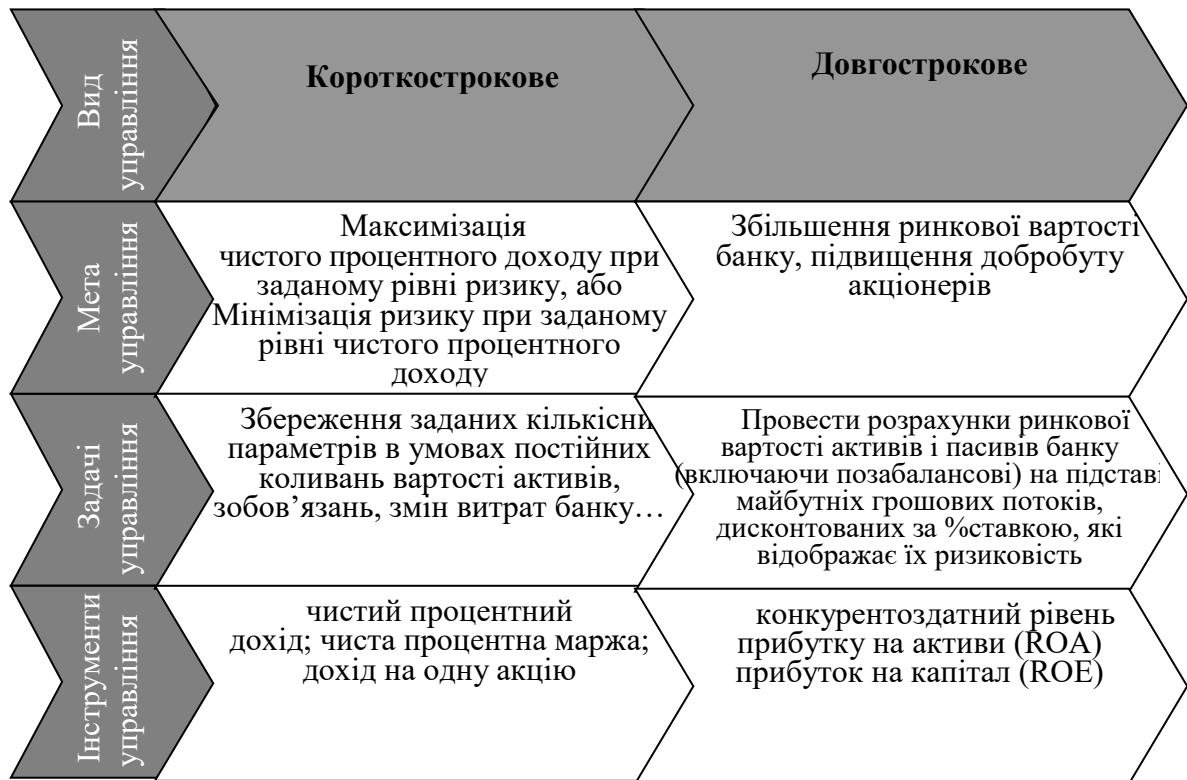 Вид
управління
Короткострокове
Довгострокове
Мета
управління
Максимізація
чистого процентного доходу при
заданому рівні ризику, або
Мінімізація ризику при заданому
рівні чистого процентного
доходу
Збільшення ринкової вартості
банку, підвищення добробуту
акціонерів
Задачі
управління
Збереження заданих кількісни
параметрів в умовах постійних
коливань вартості активів,
зобов’язань, змін витрат банку…
Провести розрахунки ринкової
вартості активів і пасивів банку
(включаючи позабалансові) на підставі
майбутніх грошових потоків,
дисконтованих за %ставкою, які
відображає їх ризиковість
Інструменти
управління
чистий процентний
дохід; чиста процентна маржа;
дохід на одну акцію
конкурентоздатний рівень
прибутку на активи (ROA)
прибуток на капітал (ROE)